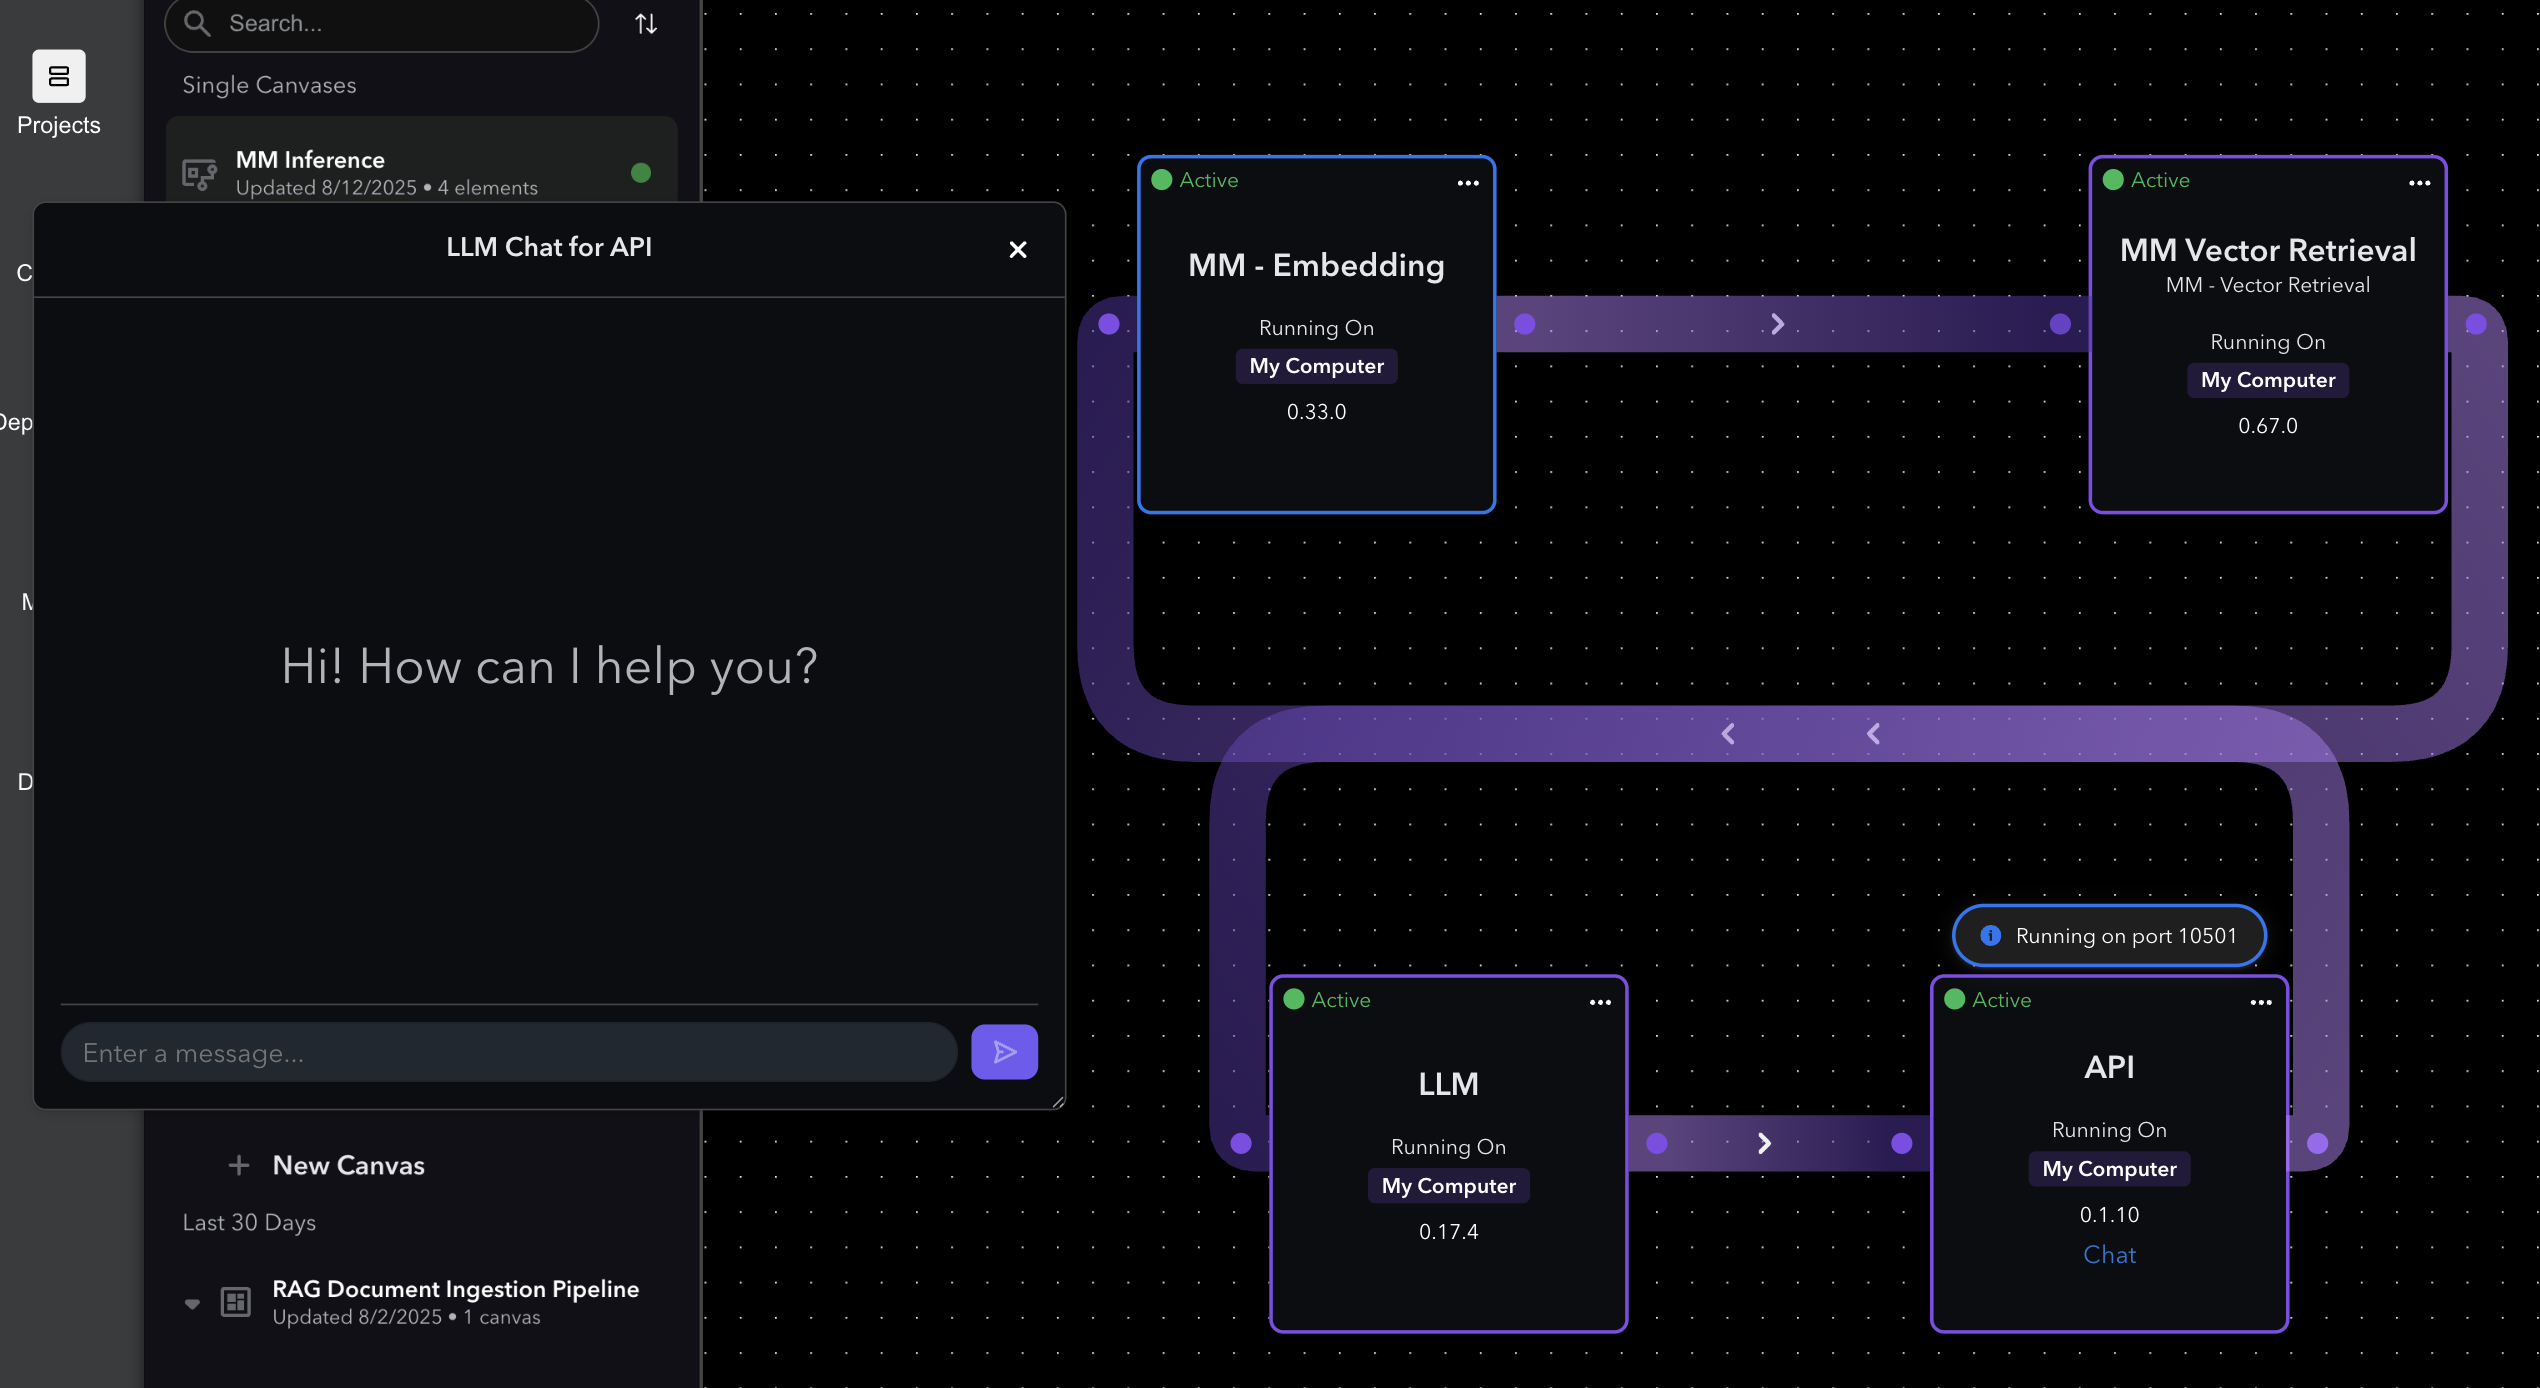 Search...
Projects
Single Canvases
MM Inference
Updated 8/12/2025 • 4 elements
LLM Chat for API
Hi! How can I help you?
Enter a message...
New Canvas
Last 30 Days
RAG Document Ingestion Pipeline
Updated 8/2/2025 • 1 canvas
Active
MM - Embedding
Running On
My Computer
0.33.0
Active
MM Vector Retrieval
MM - Vector Retrieval
Running On
My Computer
0.67.0
Active
LLM
Running On
My Computer
0.17.4
Running on port 10501
Active
API
Running On
My Computer
0.1.10
Chat